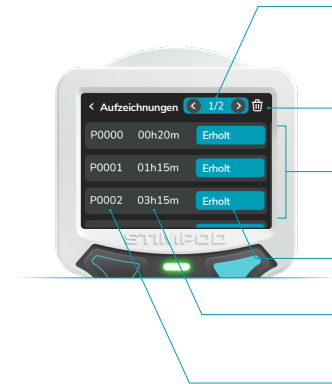 < Aufzeichnungen < 1/2 >
P0000 00h20m Erholt
P0001 01h15m Erholt
P0002 03h15m Erholt
STIMPOD